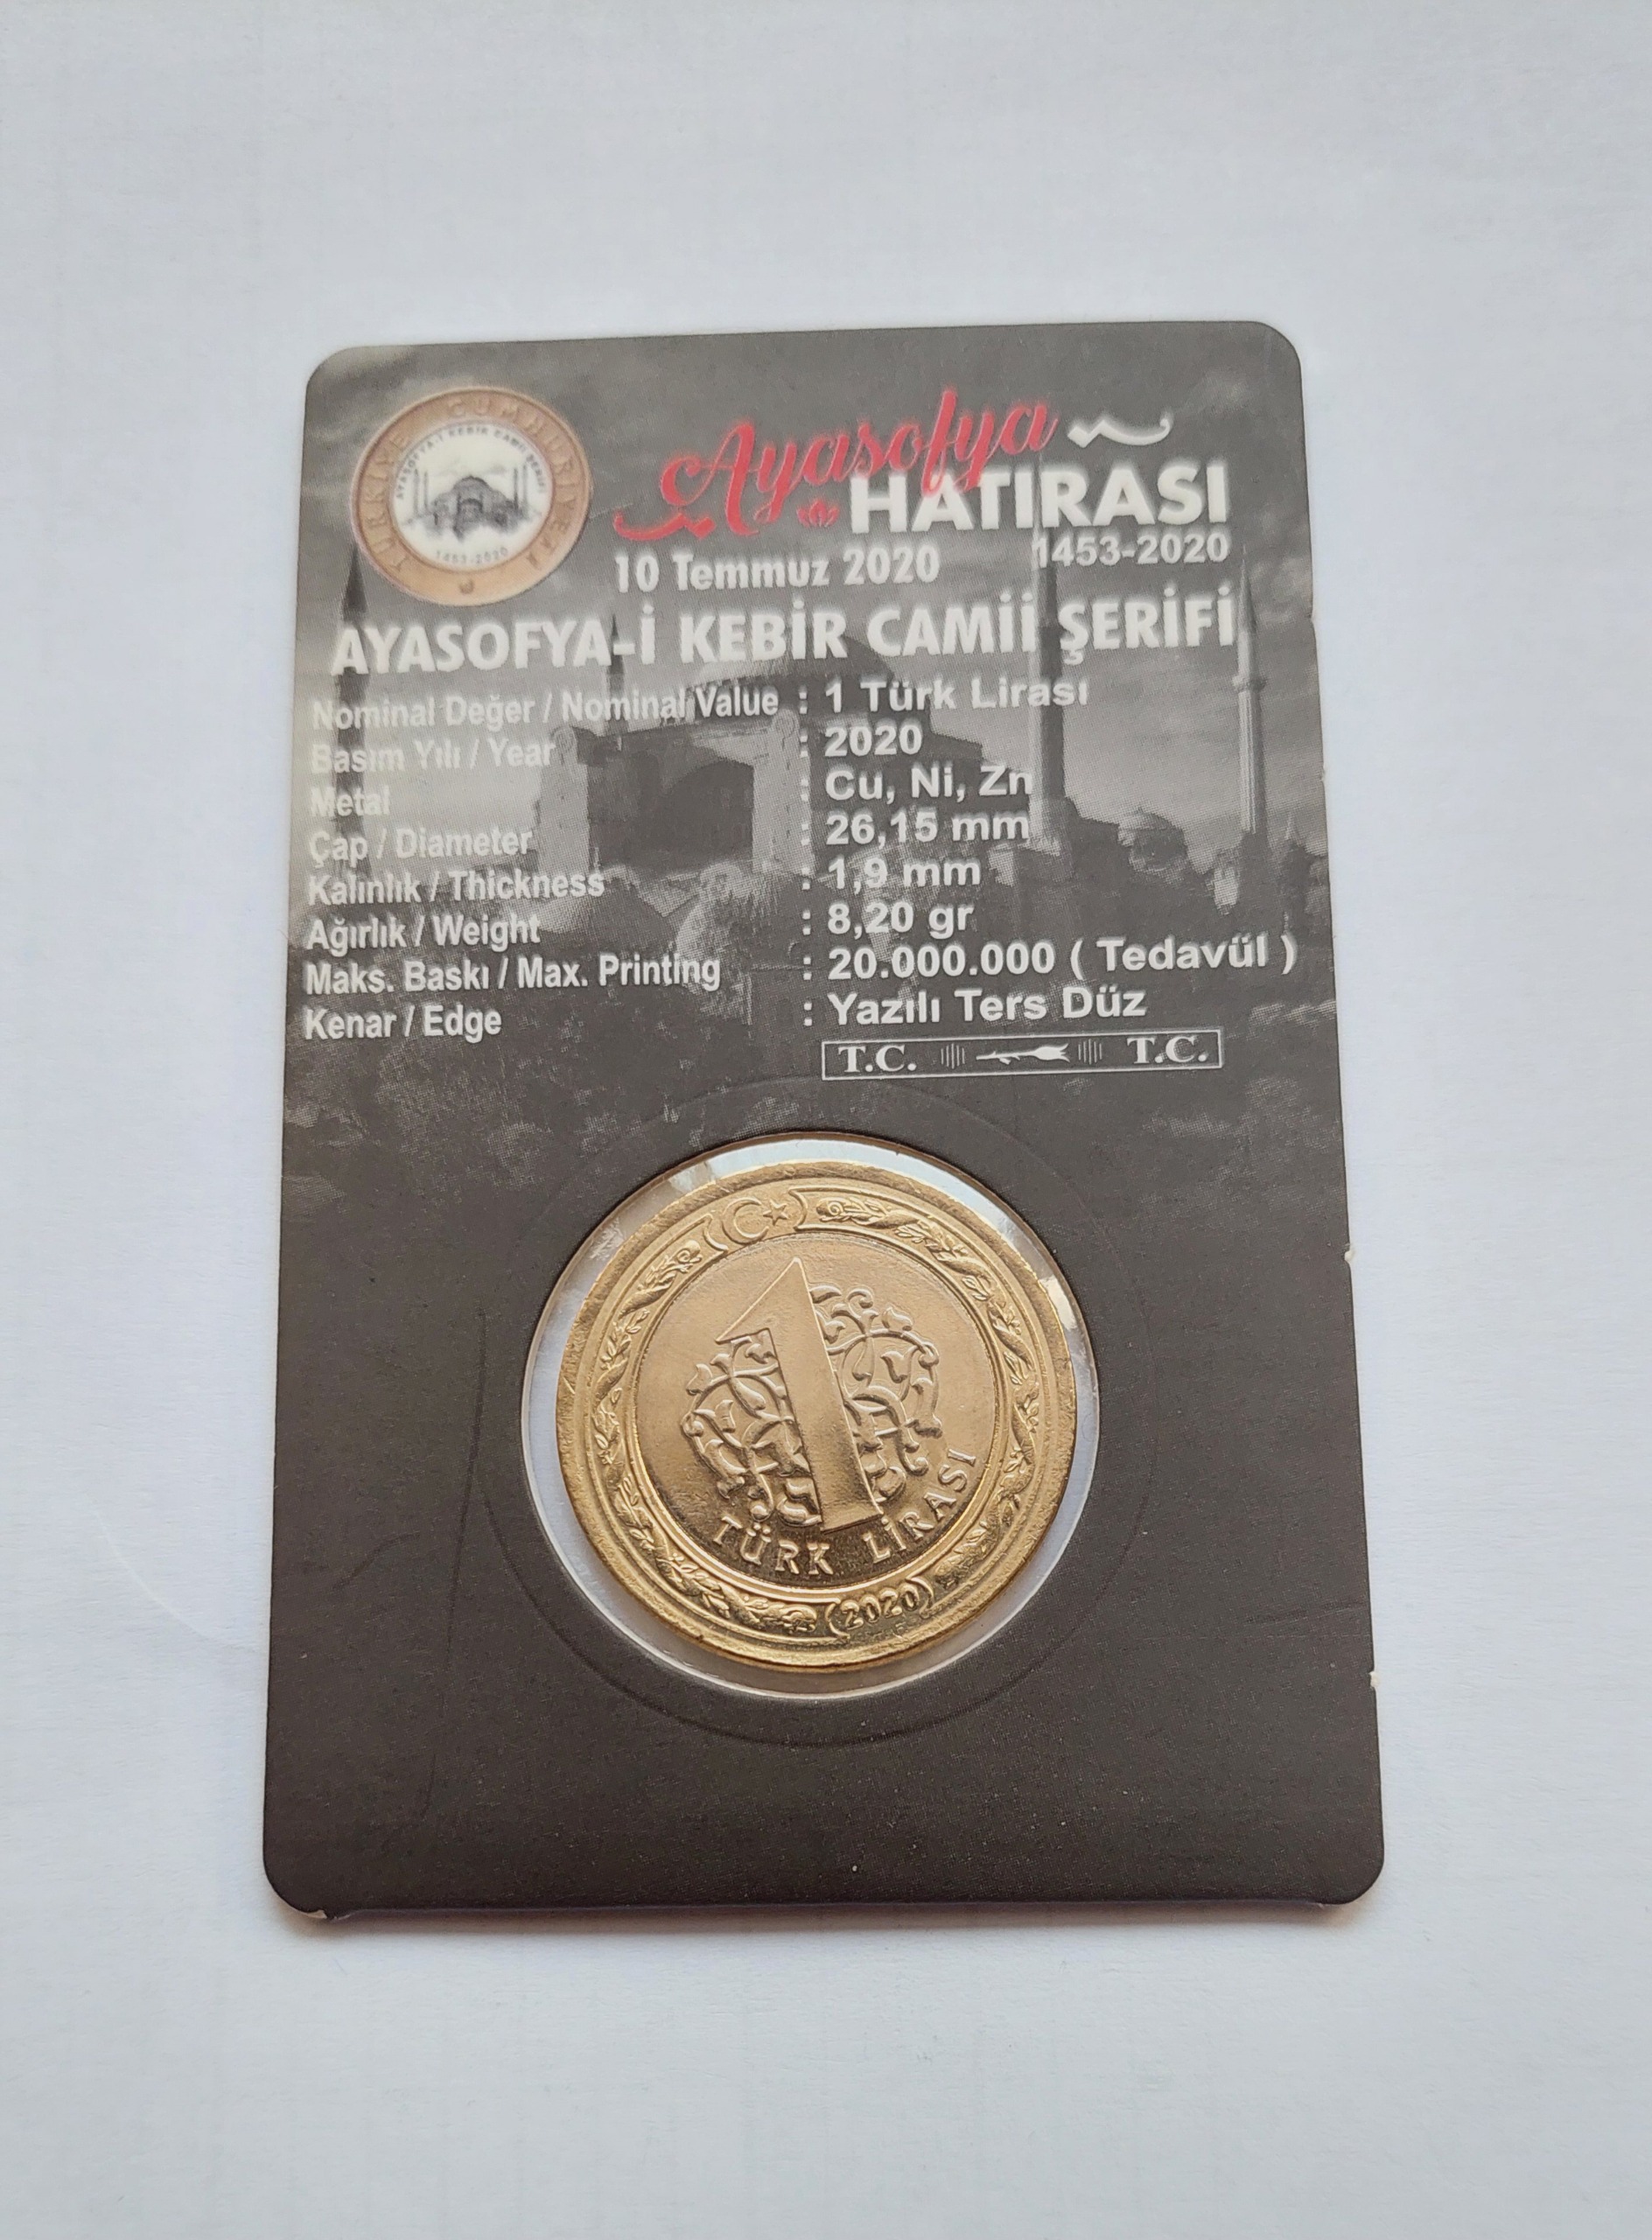 TÜRKİYE CUMHURİYETİ
AYASOFYA-İ KEBİR CAMİİ ŞERİFİ
1453-2020
Ayasofya
HATIRASI
10 Temmuz 2020 1453-2020
AYASOFYA-İ KEBİR CAMİİ ŞERİFİ
Nominal Değer / Nominal Value : 1 Türk Lirası
Basım Yılı / Year : 2020
Metal : Cu, Ni, Zn
Çap / Diameter : 26,15 mm
Kalınlık / Thickness : 1,9 mm
Ağırlık / Weight : 8,20 gr
Maks. Baskı / Max. Printing : 20.000.000 ( Tedavül )
Kenar / Edge : Yazılı Ters Düz
T.C. T.C.
1
TÜRK LİRASI
(2020)